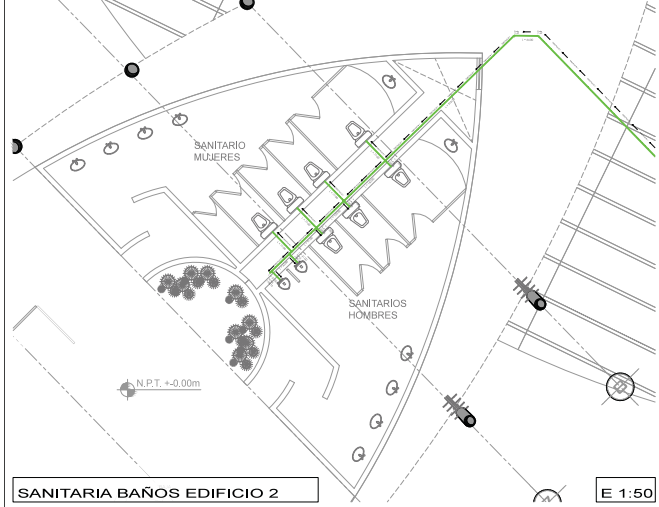 SANITARIO
MUJERES
SANITARIOS
HOMBRES
N.P.T. +-0.00m
SANITARIA BAÑOS EDIFICIO 2
E 1:50